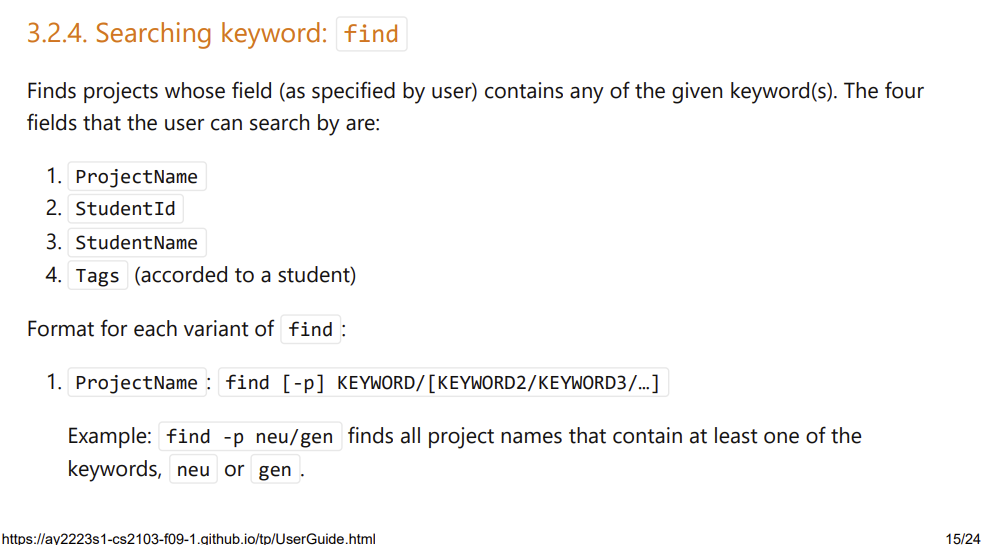 3.2.4. Searching keyword: find
Finds projects whose field (as specified by user) contains any of the given keyword(s). The four
fields that the user can search by are:
1. ProjectName
2. StudentId
3. StudentName
4. Tags (accorded to a student)
Format for each variant of find:
1. ProjectName: find [-p] KEYWORD/[KEYWORD2/KEYWORD3/…]
Example: find -p neu/gen finds all project names that contain at least one of the
keywords, neu or gen.
https://ay2223s1-cs2103-f09-1.github.io/tp/UserGuide.html 15/24